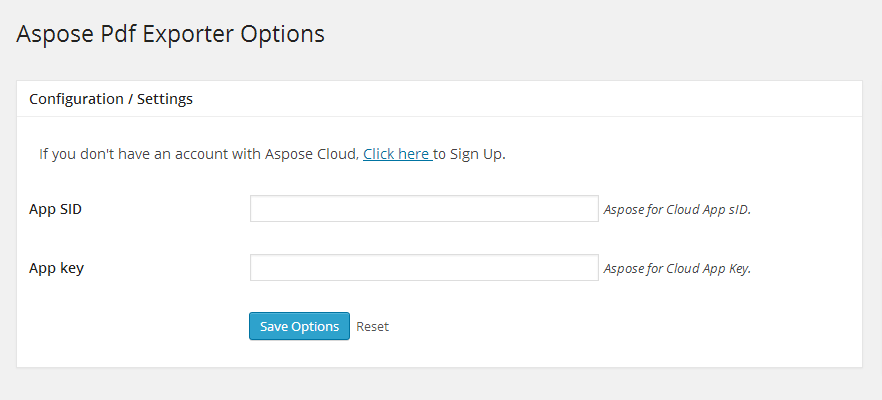 Aspose Pdf Exporter Options
Configuration / Settings
If you don't have an account with Aspose Cloud, Click here to Sign Up.
App SID Aspose for Cloud App sID.
App key Aspose for Cloud App Key.
Save Options Reset